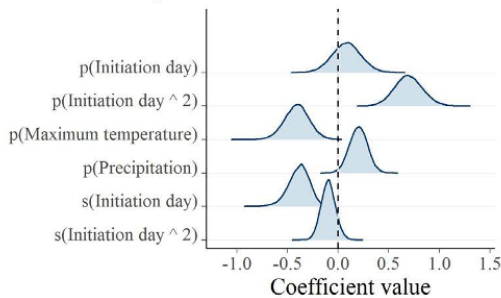 p(Initiation day)
p(Initiation day ^ 2)
p(Maximum temperature)
p(Precipitation)
s(Initiation day)
s(Initiation day ^ 2)
-1.0 -0.5 0.0 0.5 1.0 1.5
Coefficient value